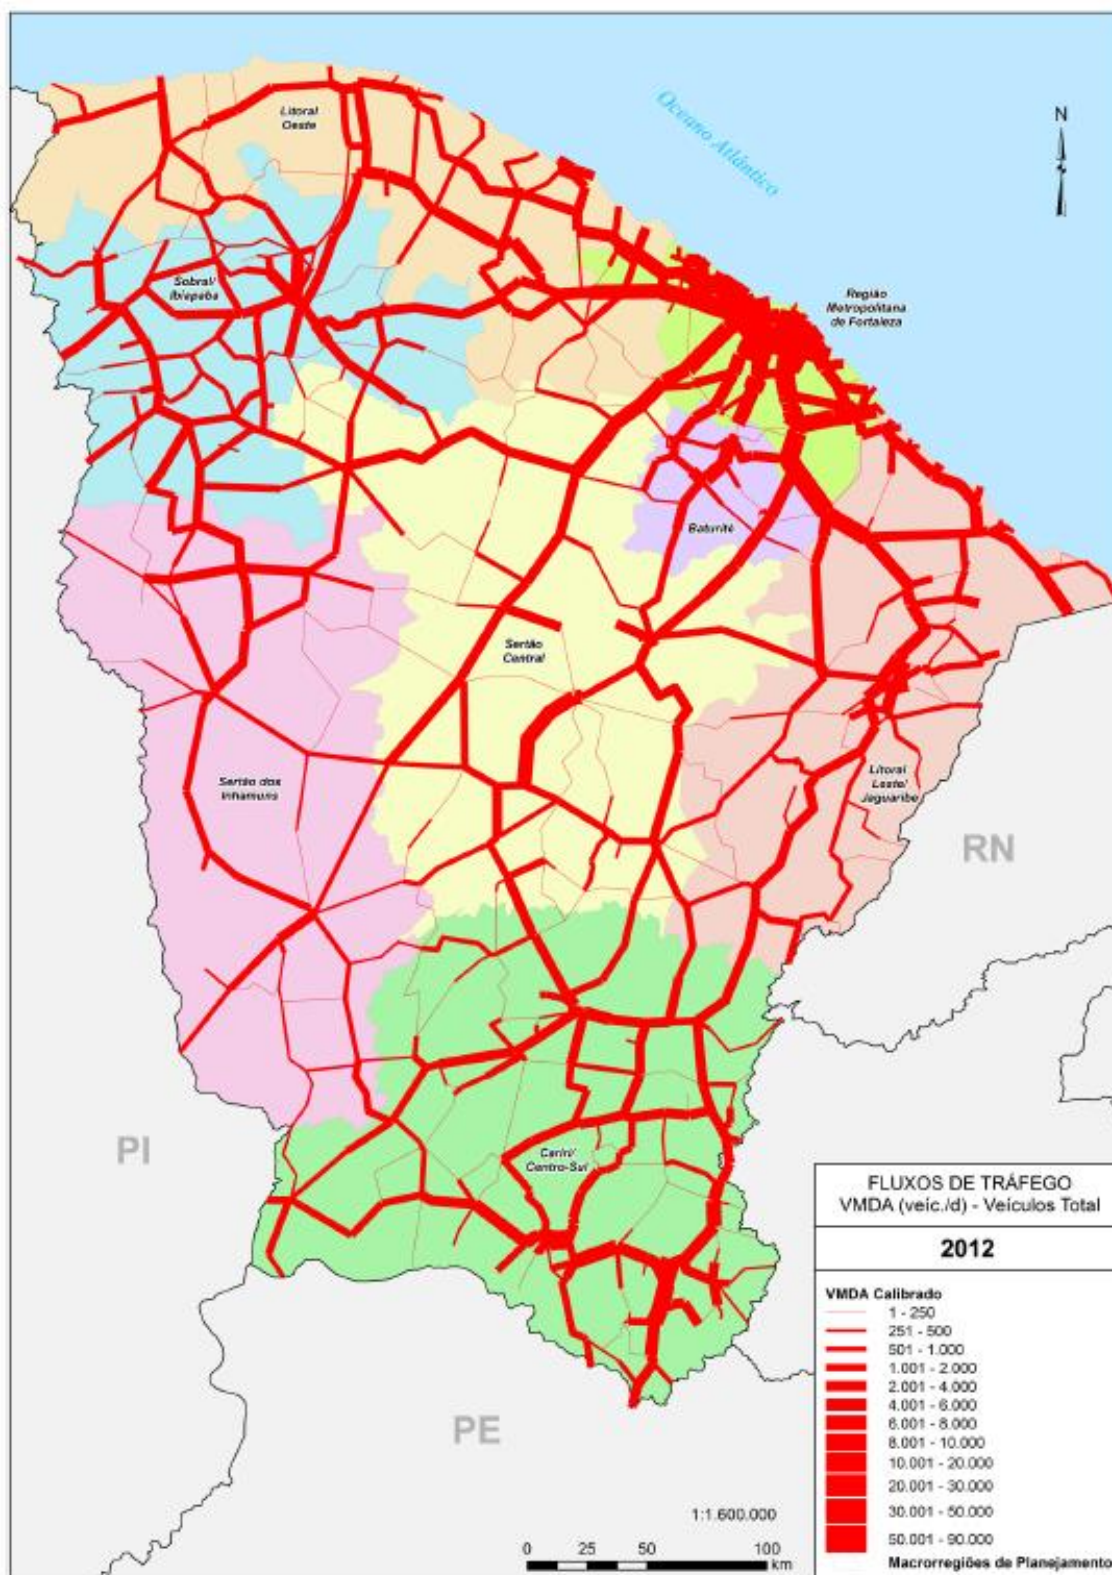 Oceano Atlântico
N
Litoral
Oeste
Sobral/
Ibiapaba
Região
Metropolitana
de Fortaleza
Baturité
Sertão
Central
Sertão dos
Inhamuns
Litoral
Leste/
Jaguaribe
RN
Cariri/
Centro-Sul
PI
PE
FLUXOS DE TRÁFEGO
VMDA (veíc./d) - Veículos Total
2012
VMDA Calibrado
1 - 250
251 - 500
501 - 1.000
1.001 - 2.000
2.001 - 4.000
4.001 - 6.000
6.001 - 8.000
8.001 - 10.000
10.001 - 20.000
20.001 - 30.000
30.001 - 50.000
50.001 - 90.000
Macrorregiões de Planejamento
1:1.600.000
0 25 50 100
km